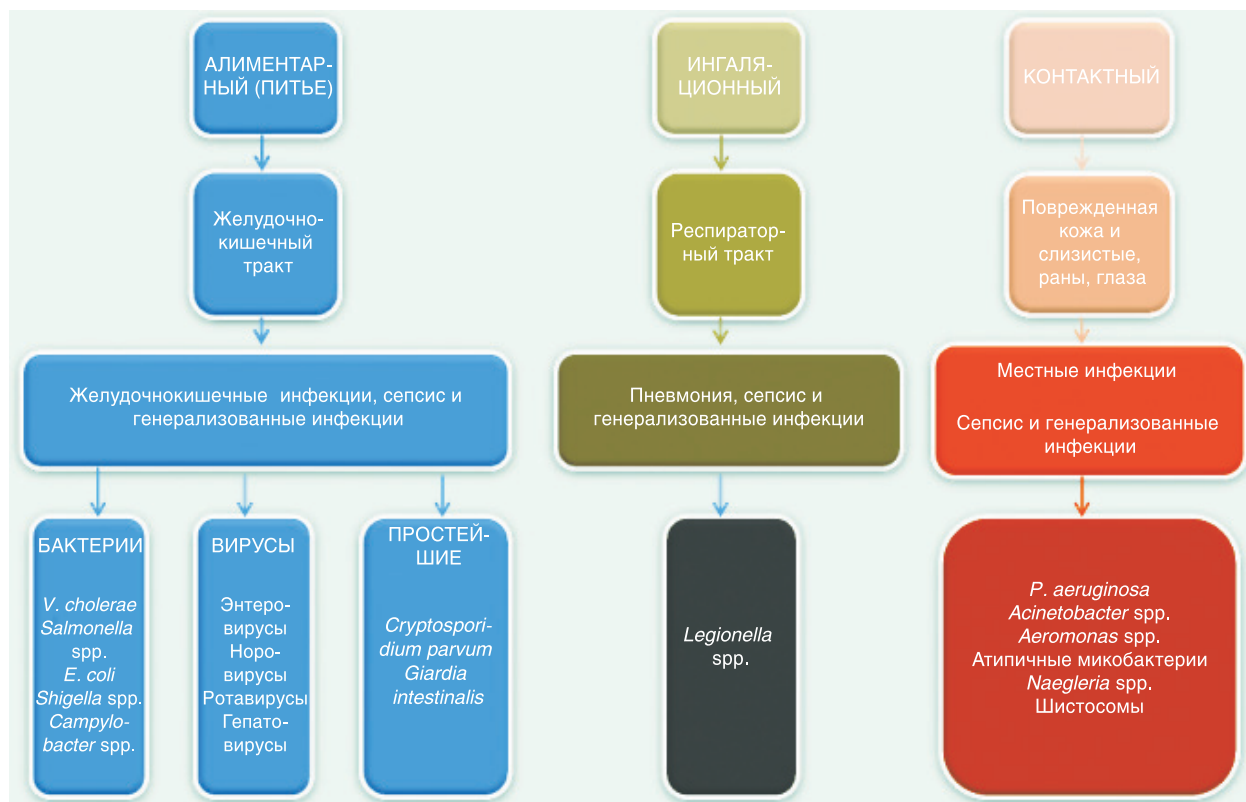 АЛИМЕНТАР-
НЫЙ (ПИТЬЕ)
Желудочно-
кишечный
тракт
Желудочнокишечные инфекции, сепсис и
генерализованные инфекции
БАКТЕРИИ
V. cholerae
Salmonella
spp.
E. coli
Shigella spp.
Campylo-
bacter spp.
ВИРУСЫ
Энтеро-
вирусы
Норо-
вирусы
Ротавирусы
Гепато-
вирусы
ПРОСТЕЙ-
ШИЕ
Cryptospori-
dium parvum
Giardia
intestinalis
ИНГАЛЯ-
ЦИОННЫЙ
Респиратор-
ный тракт
Пневмония, сепсис и
генерализованные инфекции
Legionella
spp.
КОНТАКТНЫЙ
Поврежденная
кожа и
слизистые,
раны, глаза
Местные инфекции
Сепсис и генерализованные
инфекции
P. aeruginosa
Acinetobacter spp.
Aeromonas spp.
Атипичные микобактерии
Naegleria spp.
Шистосомы